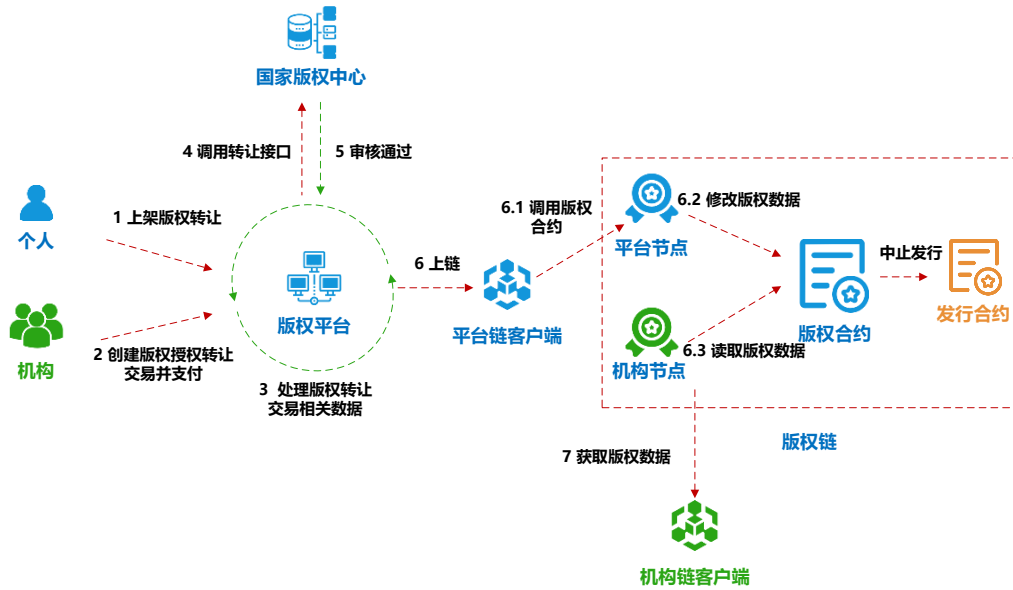 国家版权中心
4 调用转让接口
5 审核通过
个人
1 上架版权转让
机构
2 创建版权授权转让
交易并支付
版权平台
3 处理版权转让
交易相关数据
6 上链
平台链客户端
6.1 调用版权
合约
平台节点
6.2 修改版权数据
机构节点
6.3 读取版权数据
版权合约
中止发行
发行合约
版权链
7 获取版权数据
机构链客户端